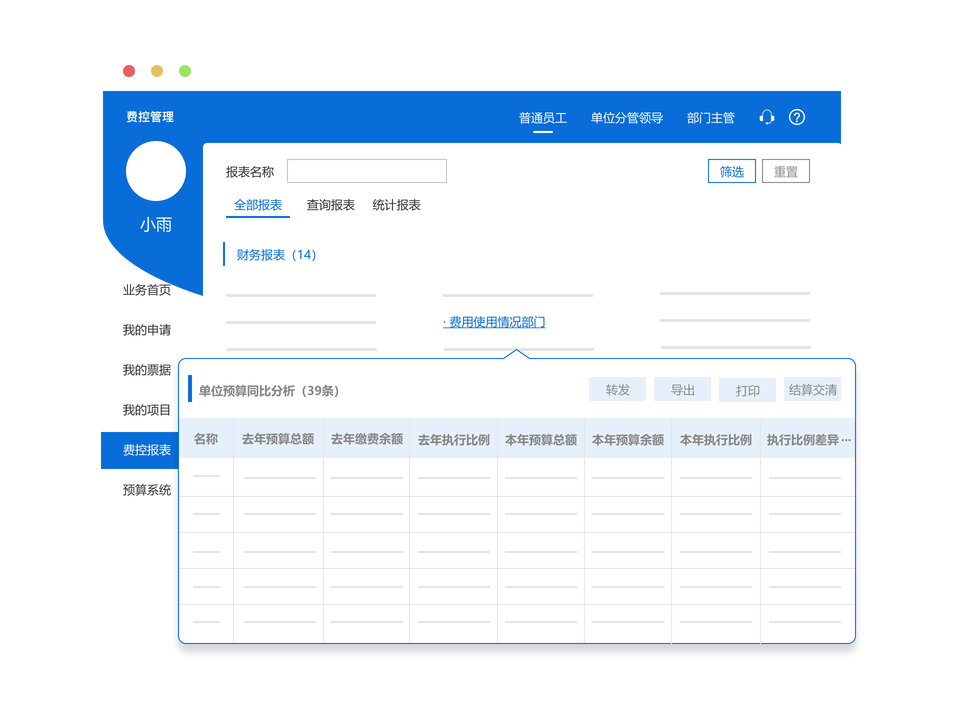 费控管理
普通员工 单位分管领导 部门主管
小雨
报表名称 筛选 重置
全部报表 查询报表 统计报表
财务报表（14）
业务首页
我的申请
我的票据
我的项目
费控报表
预算系统
· 费用使用情况部门
单位预算同比分析（39条） 转发 导出 打印 结算交清
名称 去年预算总额 去年缴费余额 去年执行比例 本年预算总额 本年预算余额 本年执行比例 执行比例差异···